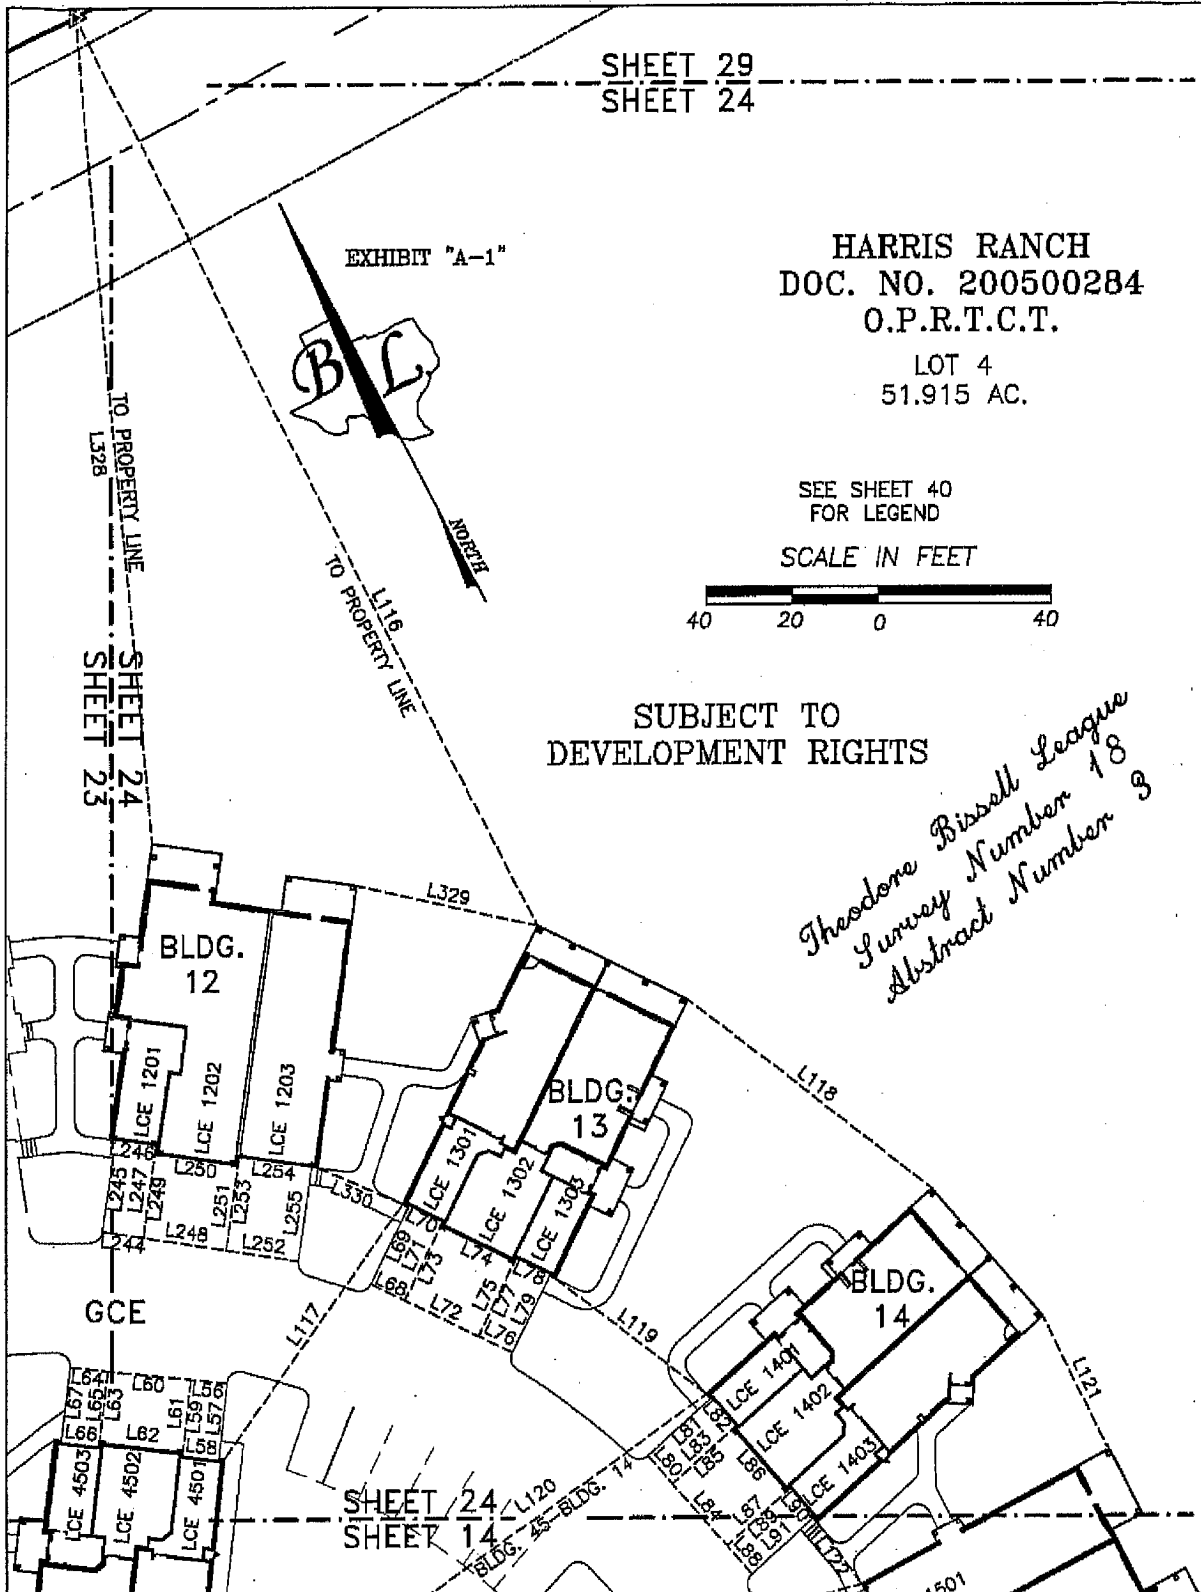 SHEET 29
SHEET 24
EXHIBIT "A-1"
HARRIS RANCH
DOC. NO. 200500284
O.P.R.T.C.T.
LOT 4
51.915 AC.
B L
NORTH
TO PROPERTY LINE
L328
L116
TO PROPERTY LINE
SEE SHEET 40
FOR LEGEND
SCALE IN FEET
40 20 0 40
SHEET 24
SHEET 23
SUBJECT TO
DEVELOPMENT RIGHTS
Theodore Bissell League
Survey Number 18
Abstract Number 3
L329
BLDG.
12
LCE 1201
LCE 1202
LCE 1203
L118
BLDG.
13
LCE 1301
LCE 1302
LCE 1303
L246
L250
L254
L245
L247
L249
L251
L253
L255
L244
L248
L252
L330
L70
L69
L71
L73
L74
L75
L77
L78
L79
L68
L72
L76
L117
L119
BLDG.
14
LCE 1401
LCE 1402
LCE 1403
L121
GCE
L64
L60
L56
L67
L65
L63
L61
L59
L57
L66
L62
L58
LCE 4503
LCE 4502
LCE 4501
L81
L82
L83
L80
L85
L86
L84
L87
L89
L90
L91
L88
L122
L120
BLDG. 45-BLDG. 14
SHEET 24
SHEET 14
1501